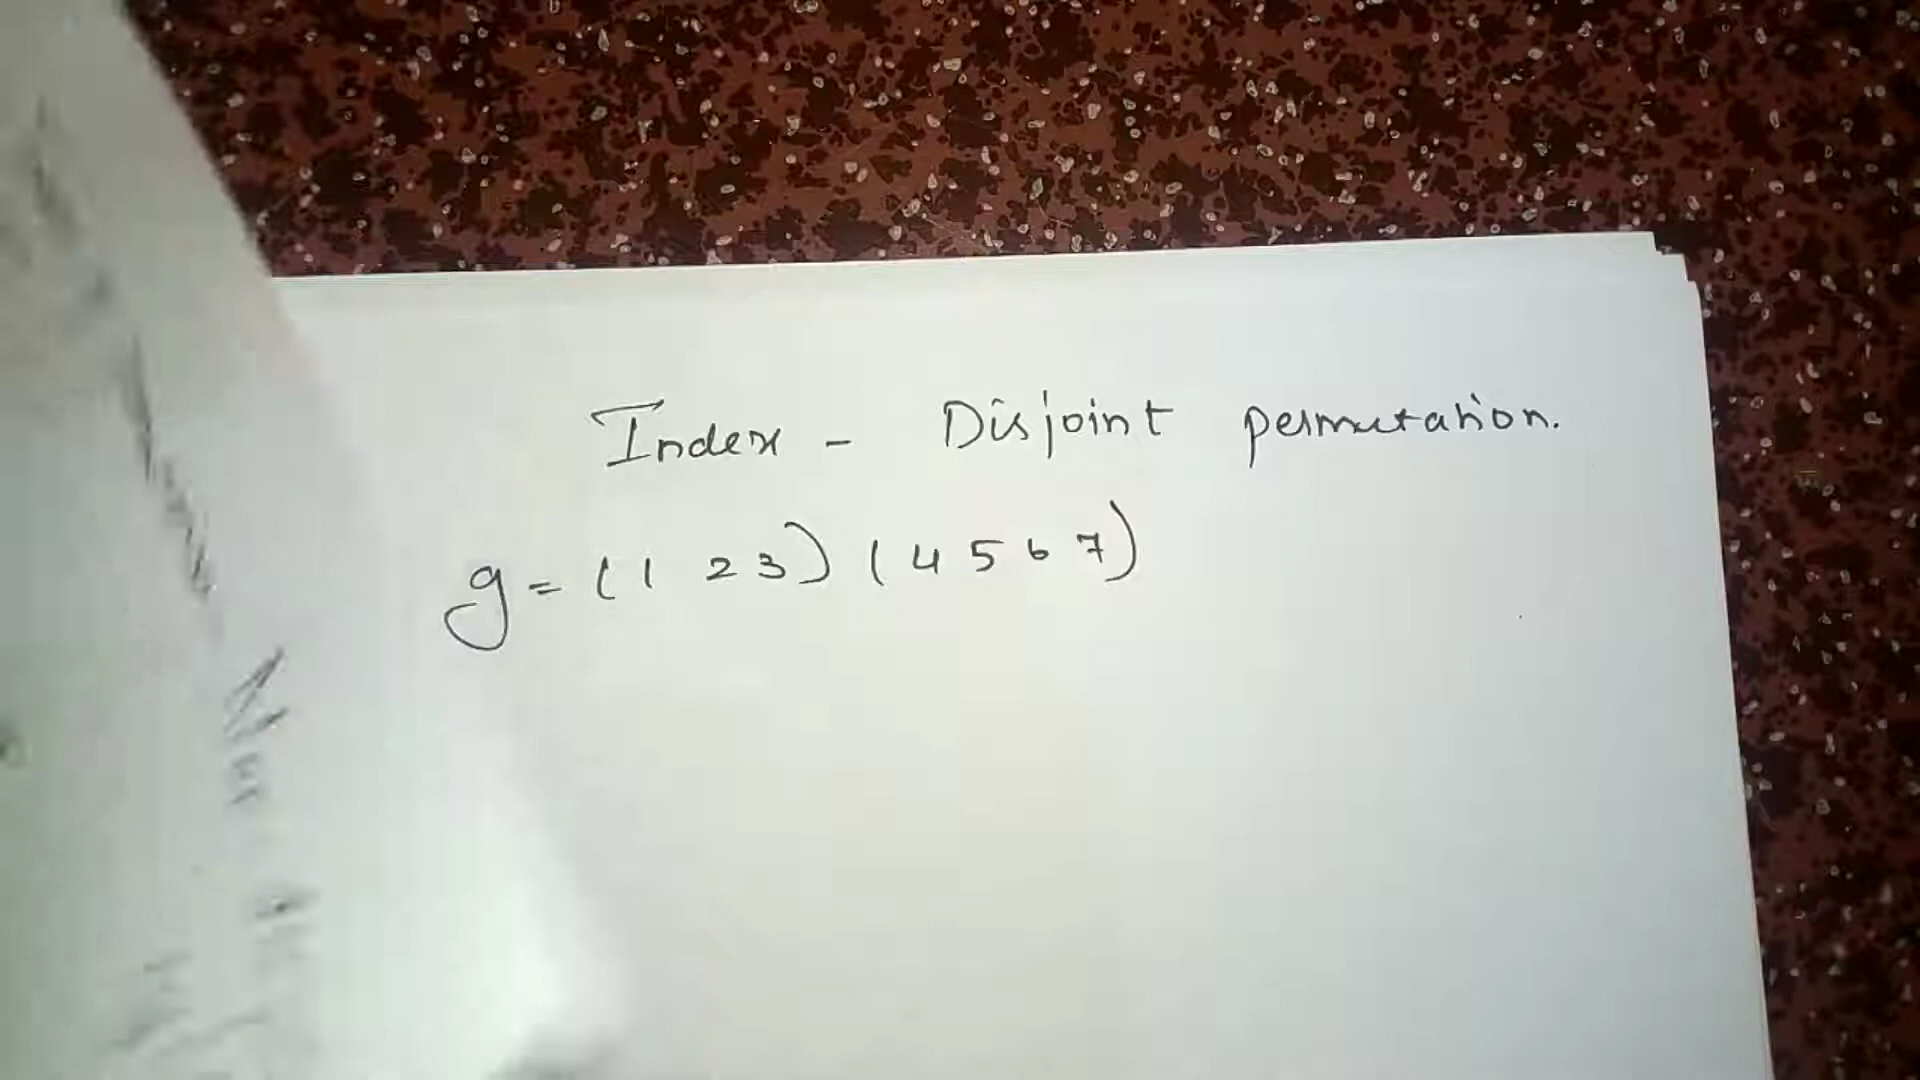 Index - Disjoint permutation.
g = (1 2 3) (4 5 6 7)